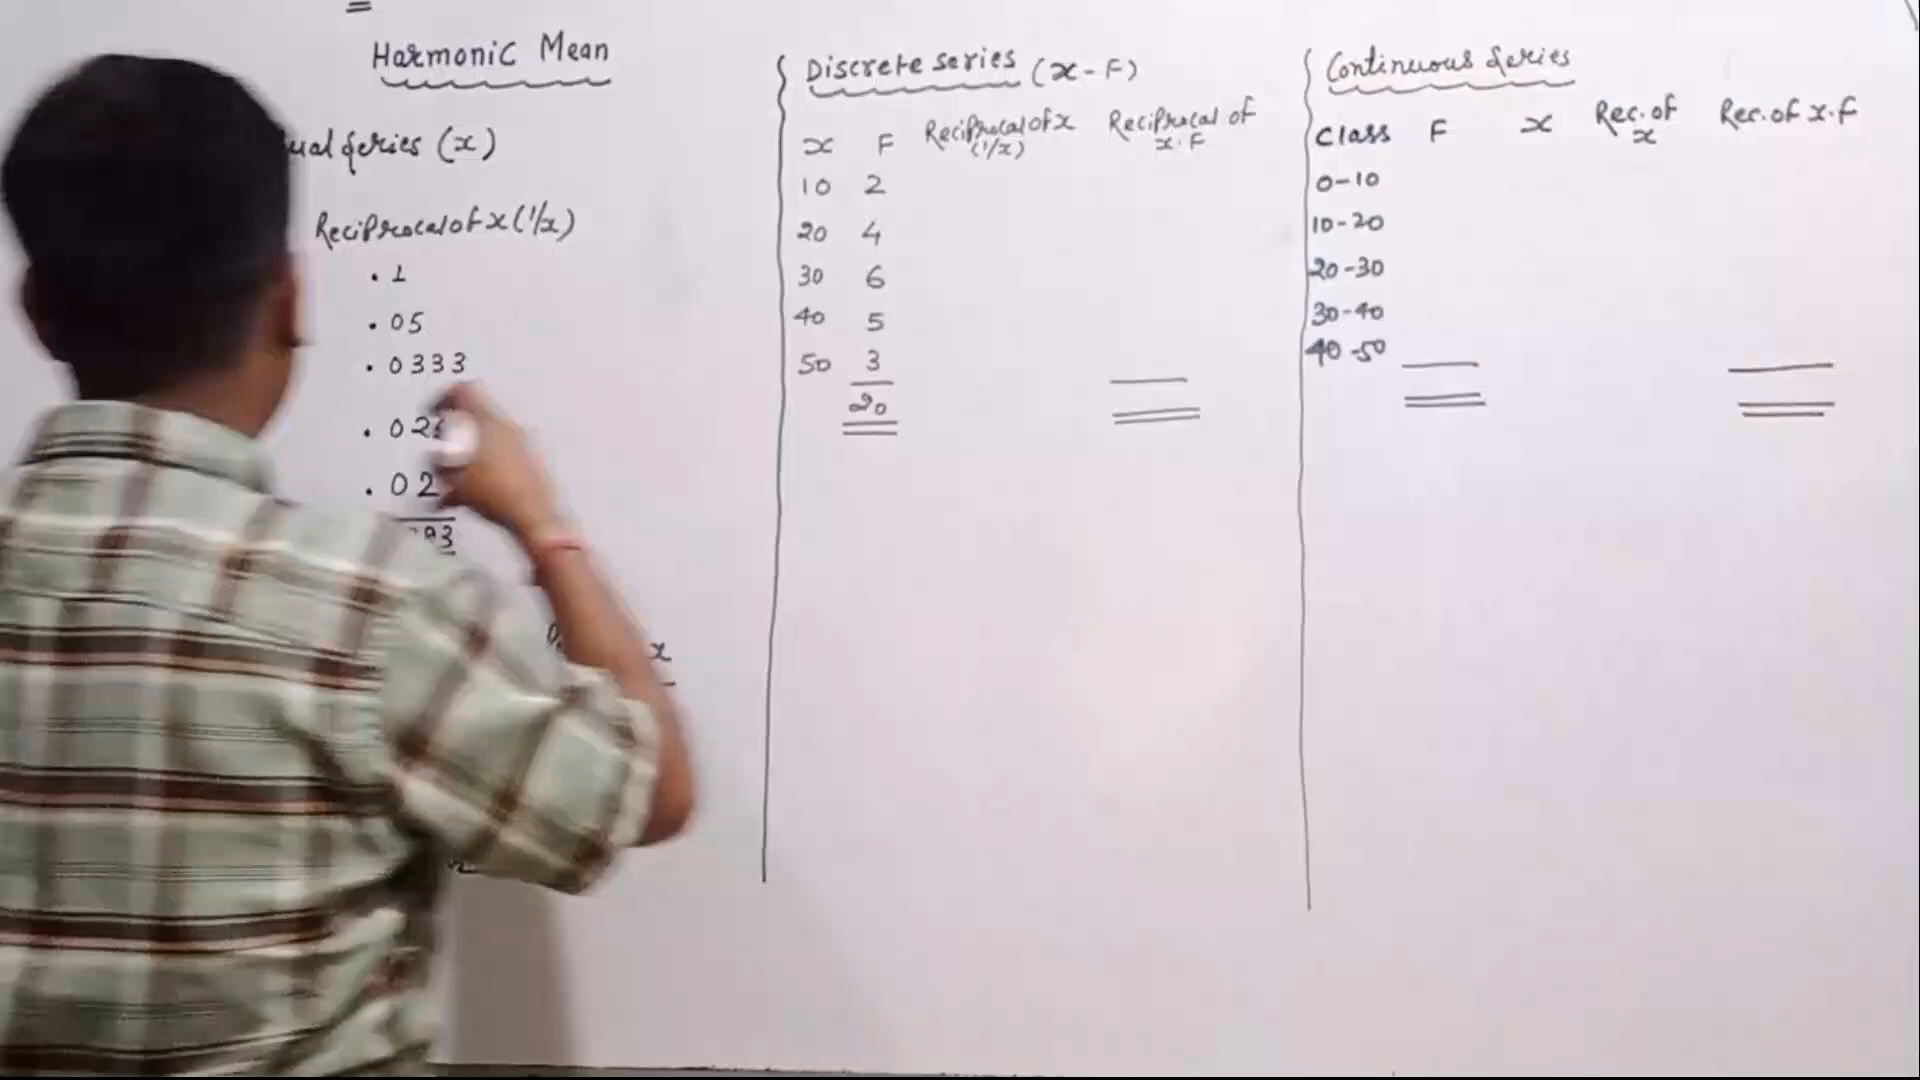 Harmonic Mean
ual series (x)
Reciprocal of x (1/x)
.1
.05
.0333
.02
.02
Discrete series (x-F)
x F Reciprocal of x (1/x) Reciprocal of x.F
10 2
20 4
30 6
40 5
50 3
20
Continuous series
Class F x Rec. of x Rec. of x.F
0-10
10-20
20-30
30-40
40-50